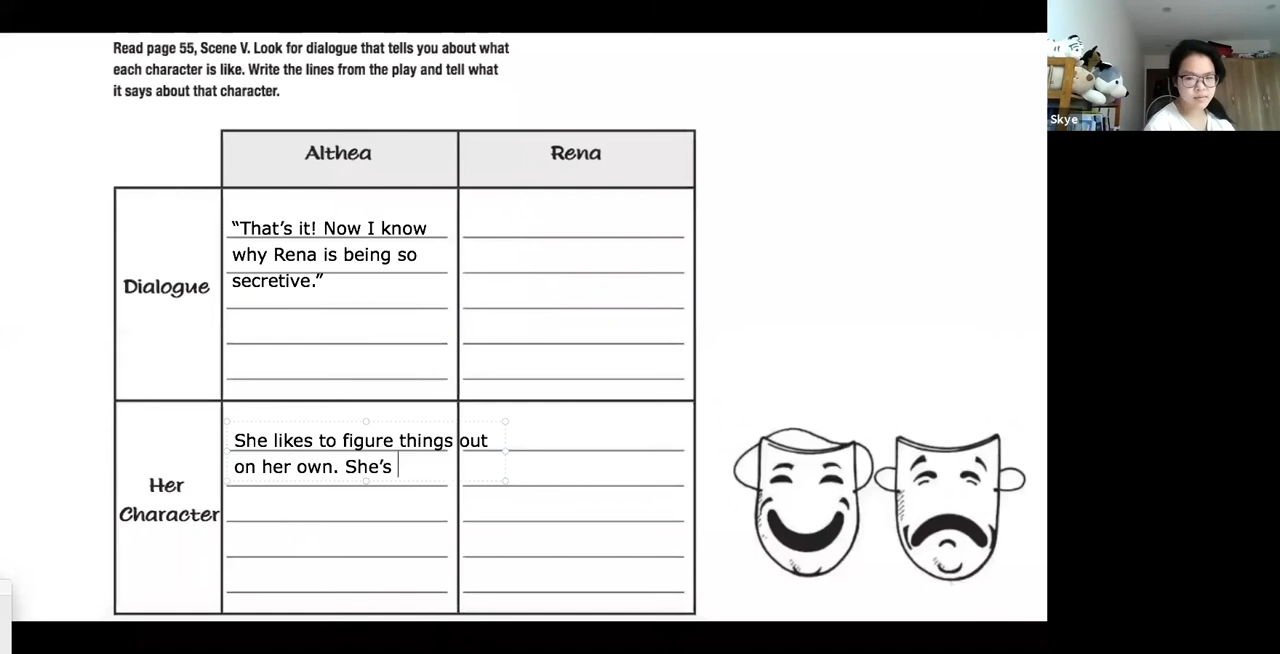 Read page 55, Scene V. Look for dialogue that tells you about what
each character is like. Write the lines from the play and tell what
it says about that character.
Skye
Althea
Rena
Dialogue
“That’s it! Now I know
why Rena is being so
secretive.”
Her
Character
She likes to figure things out
on her own. She’s